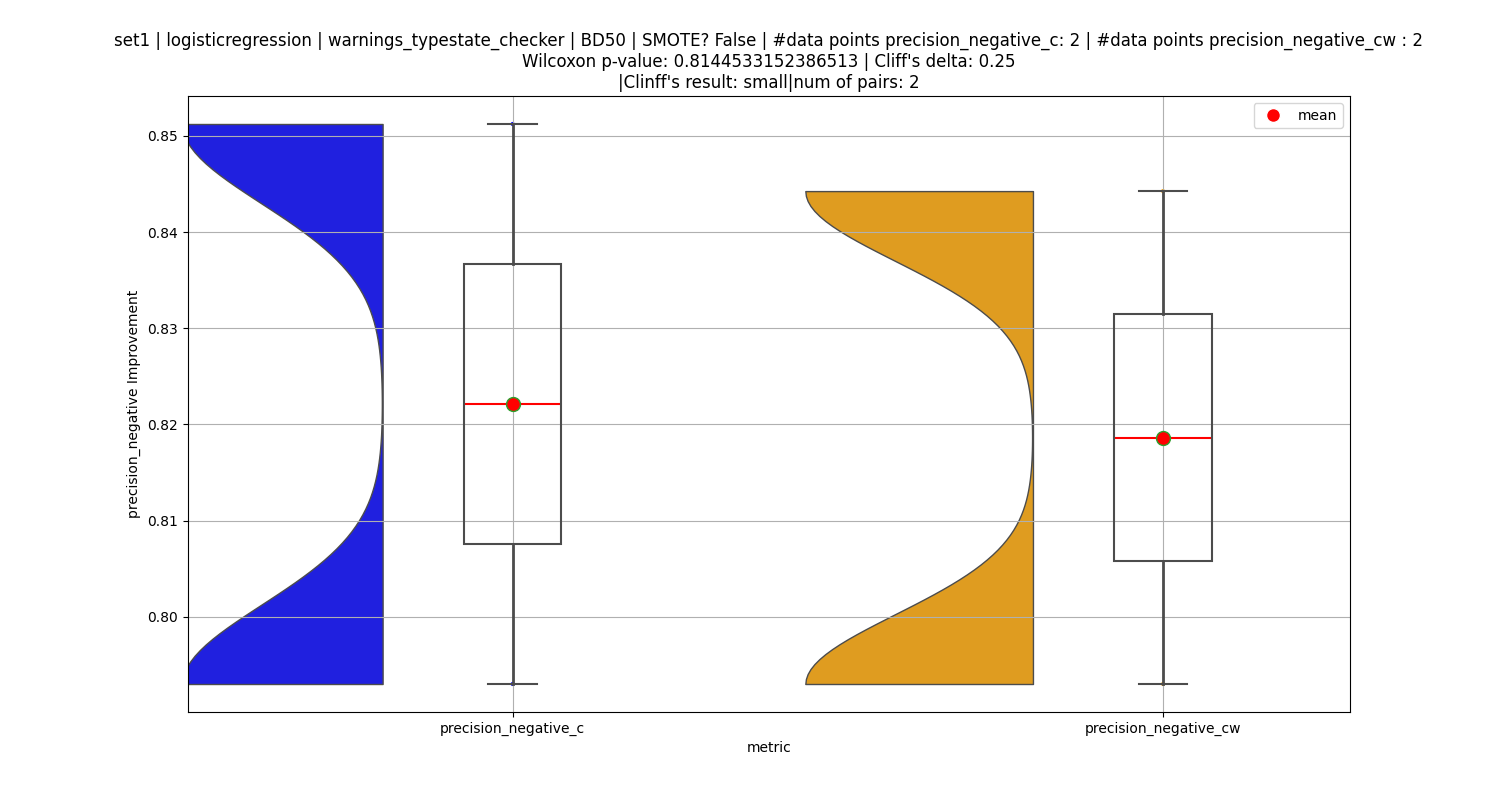 set1 | logisticregression | warnings_typestate_checker | BD50 | SMOTE? False | #data points precision_negative_c: 2 | #data points precision_negative_cw : 2
Wilcoxon p-value: 0.8144533152386513 | Cliff's delta: 0.25
|Clinff's result: small|num of pairs: 2
mean
0.85
0.84
0.83
0.82
0.81
0.80
precision_negative Improvement
precision_negative_c
precision_negative_cw
metric